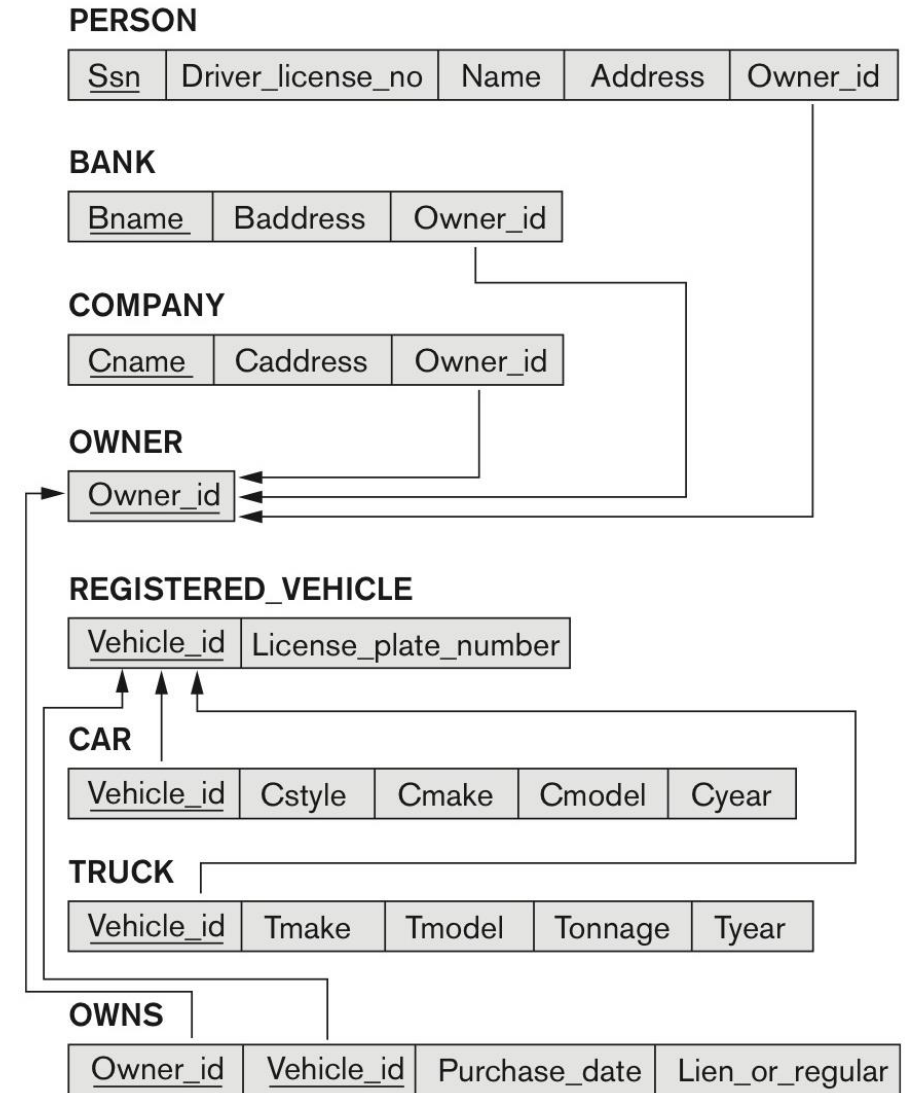 PERSON
Ssn Driver_license_no Name Address Owner_id
BANK
Bname Baddress Owner_id
COMPANY
Cname Caddress Owner_id
OWNER
Owner_id
REGISTERED_VEHICLE
Vehicle_id License_plate_number
CAR
Vehicle_id Cstyle Cmake Cmodel Cyear
TRUCK
Vehicle_id Tmake Tmodel Tonnage Tyear
OWNS
Owner_id Vehicle_id Purchase_date Lien_or_regular